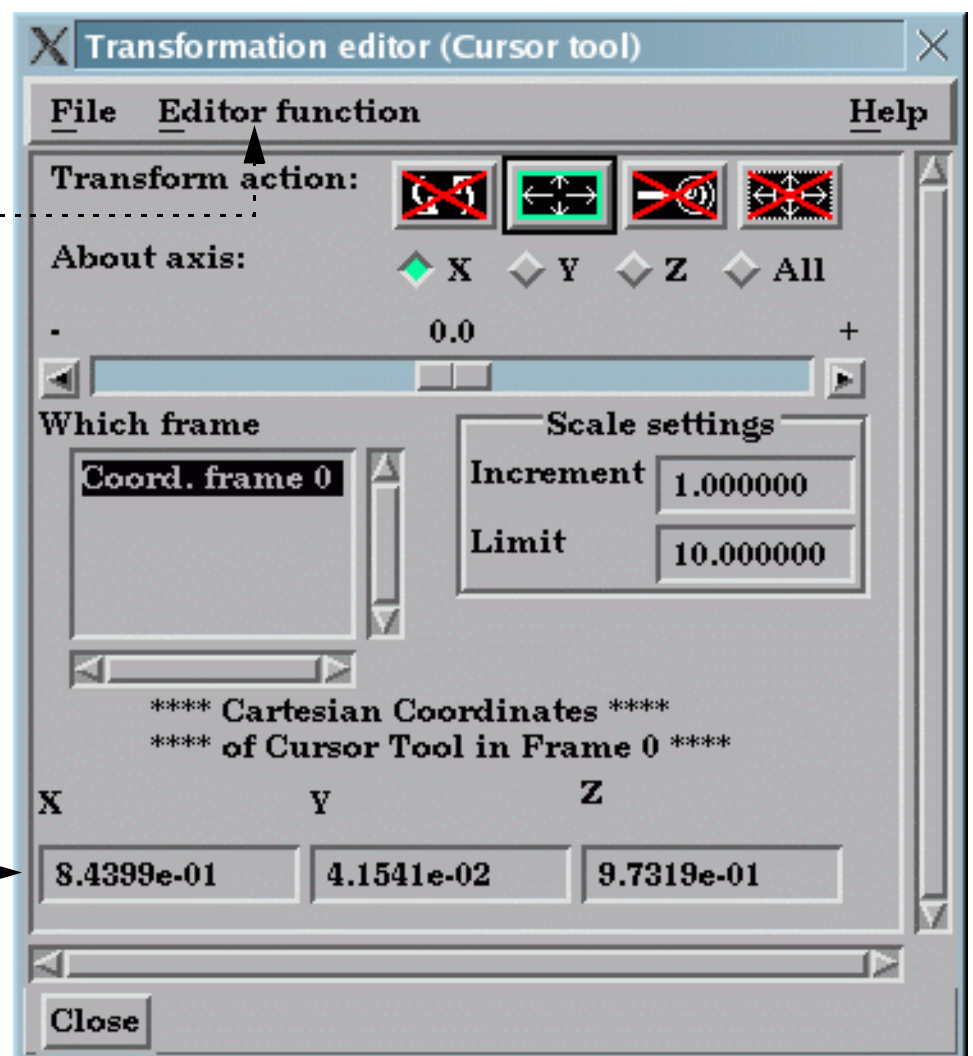 Transformation editor (Cursor tool)
File Editor function Help
Transform action:
About axis: X Y Z All
- 0.0 +
Which frame
Coord. frame 0
Scale settings
Increment 1.000000
Limit 10.000000
**** Cartesian Coordinates ****
**** of Cursor Tool in Frame 0 ****
X Y Z
8.4399e-01 4.1541e-02 9.7319e-01
Close